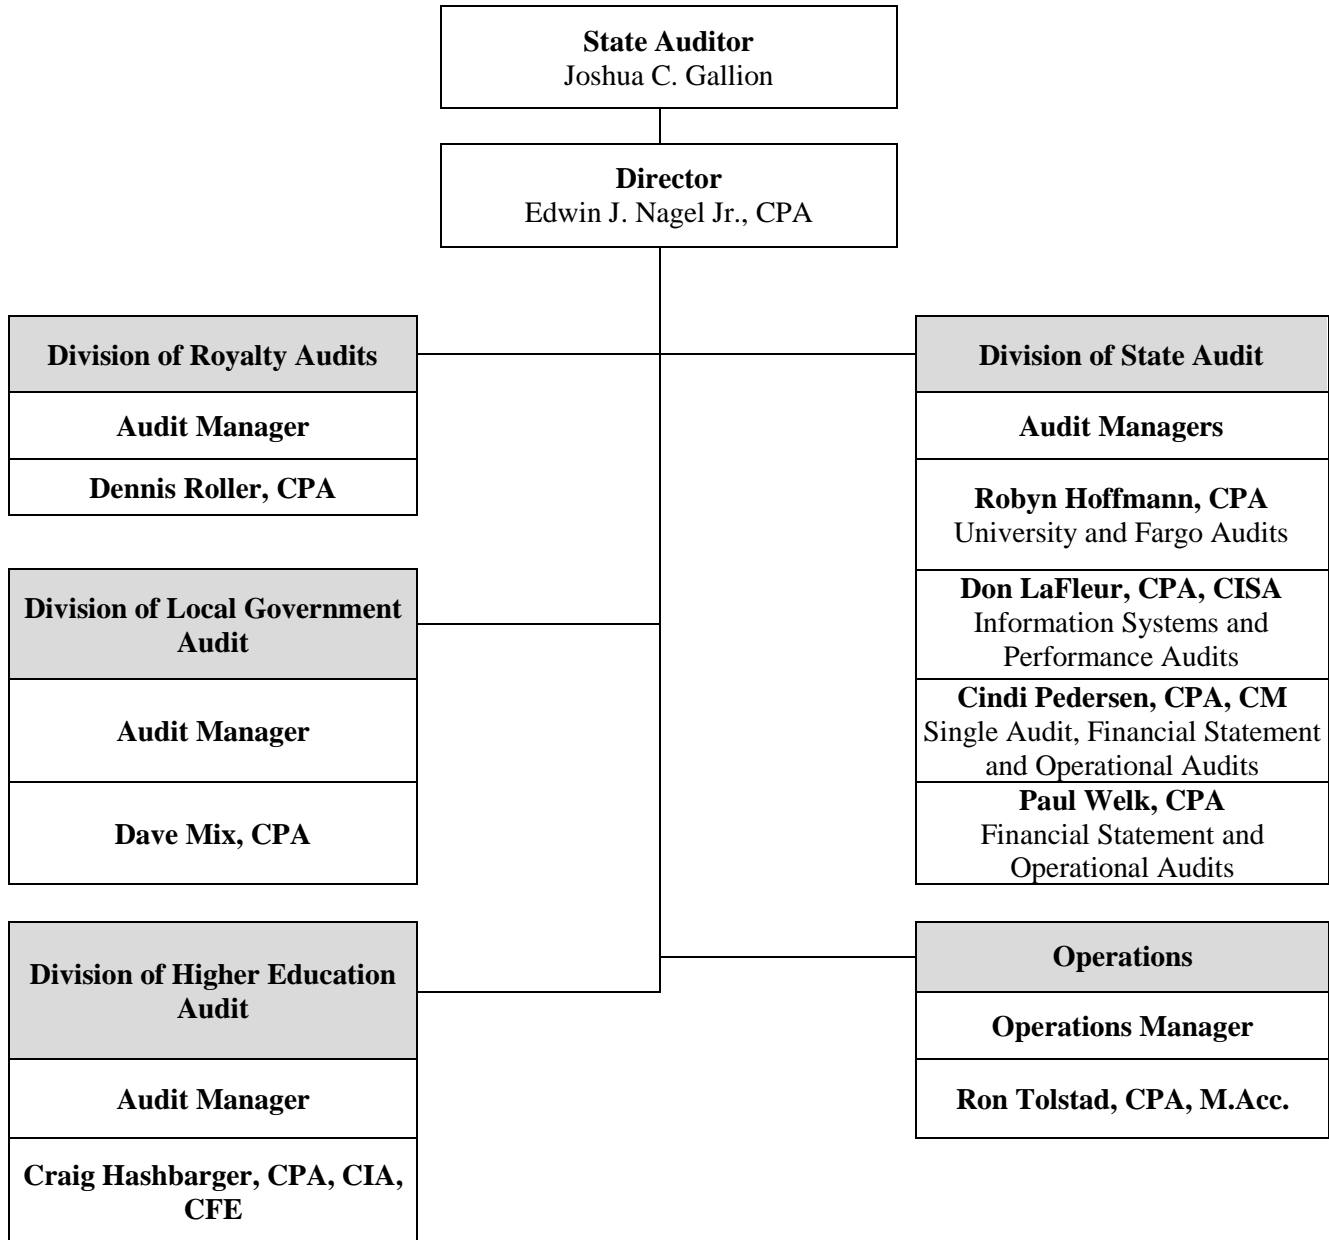 State Auditor
Joshua C. Gallion
Director
Edwin J. Nagel Jr., CPA
Division of Royalty Audits
Audit Manager
Dennis Roller, CPA
Division of Local Government
Audit
Audit Manager
Dave Mix, CPA
Division of Higher Education
Audit
Audit Manager
Craig Hashbarger, CPA, CIA,
CFE
Division of State Audit
Audit Managers
Robyn Hoffmann, CPA
University and Fargo Audits
Don LaFleur, CPA, CISA
Information Systems and
Performance Audits
Cindi Pedersen, CPA, CM
Single Audit, Financial Statement
and Operational Audits
Paul Welk, CPA
Financial Statement and
Operational Audits
Operations
Operations Manager
Ron Tolstad, CPA, M.Acc.